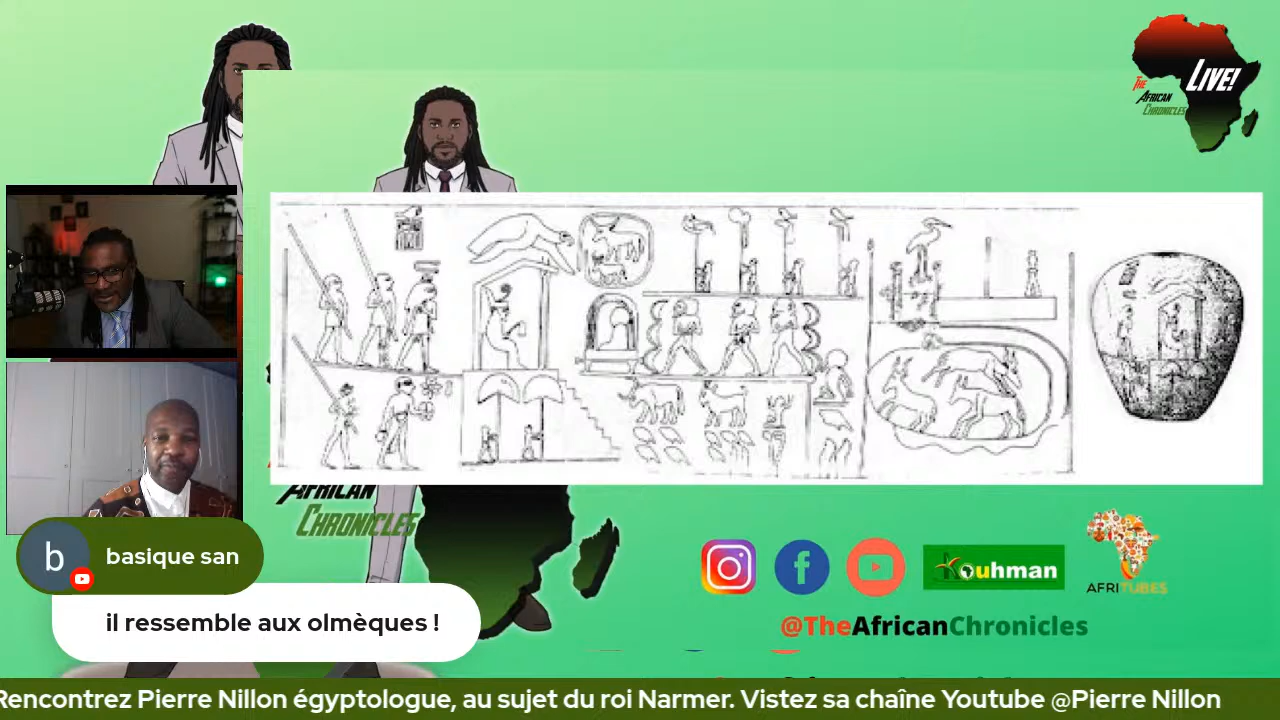 THE
AFRICAN
CHRONICLES
LIVE!
AFRICAN
CHRONICLES
b
basique san
il ressemble aux olmèques !
Kouhman
AFRITUBES
@TheAfricanChronicles
Rencontrez Pierre Nillon égyptologue, au sujet du roi Narmer. Vistez sa chaîne Youtube @Pierre Nillon